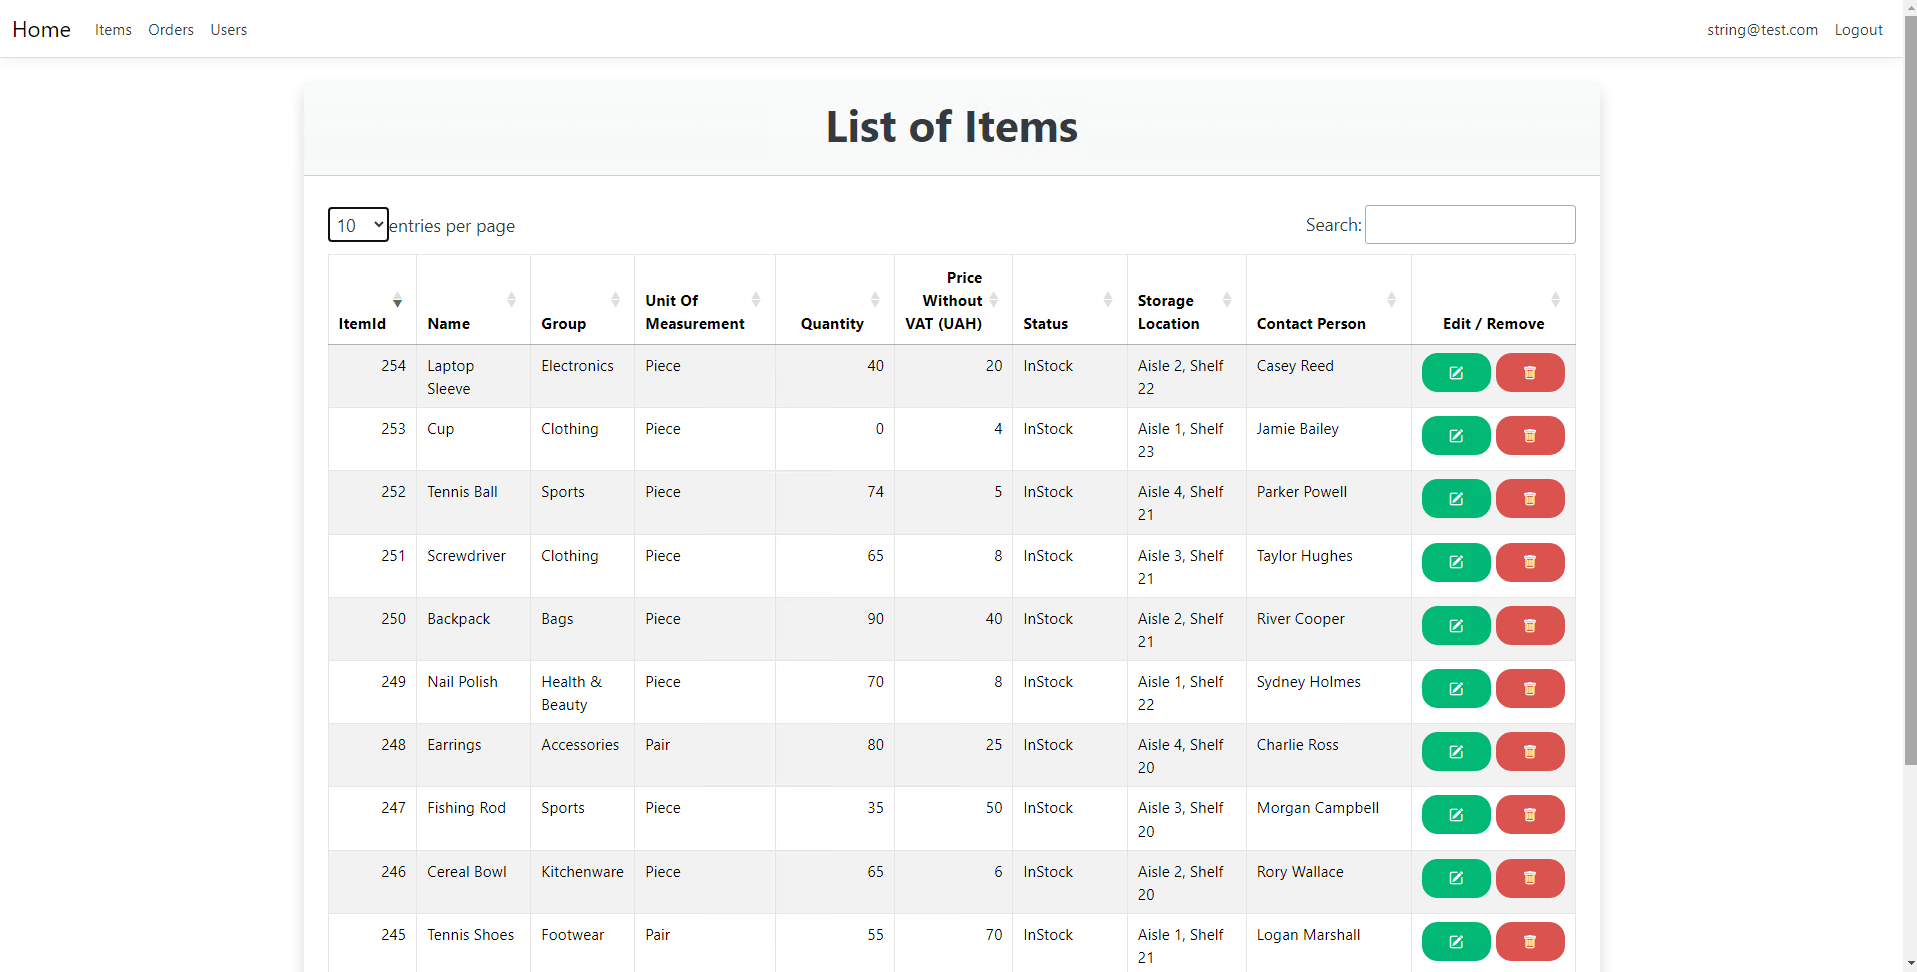 Home Items Orders Users string@test.com Logout
List of Items
10 entries per page Search:
ItemId Name Group Unit Of Measurement Quantity Price Without VAT (UAH) Status Storage Location Contact Person Edit / Remove
254 Laptop Sleeve Electronics Piece 40 20 InStock Aisle 2, Shelf 22 Casey Reed
253 Cup Clothing Piece 0 4 InStock Aisle 1, Shelf 23 Jamie Bailey
252 Tennis Ball Sports Piece 74 5 InStock Aisle 4, Shelf 21 Parker Powell
251 Screwdriver Clothing Piece 65 8 InStock Aisle 3, Shelf 21 Taylor Hughes
250 Backpack Bags Piece 90 40 InStock Aisle 2, Shelf 21 River Cooper
249 Nail Polish Health & Beauty Piece 70 8 InStock Aisle 1, Shelf 22 Sydney Holmes
248 Earrings Accessories Pair 80 25 InStock Aisle 4, Shelf 20 Charlie Ross
247 Fishing Rod Sports Piece 35 50 InStock Aisle 3, Shelf 20 Morgan Campbell
246 Cereal Bowl Kitchenware Piece 65 6 InStock Aisle 2, Shelf 20 Rory Wallace
245 Tennis Shoes Footwear Pair 55 70 InStock Aisle 1, Shelf 21 Logan Marshall